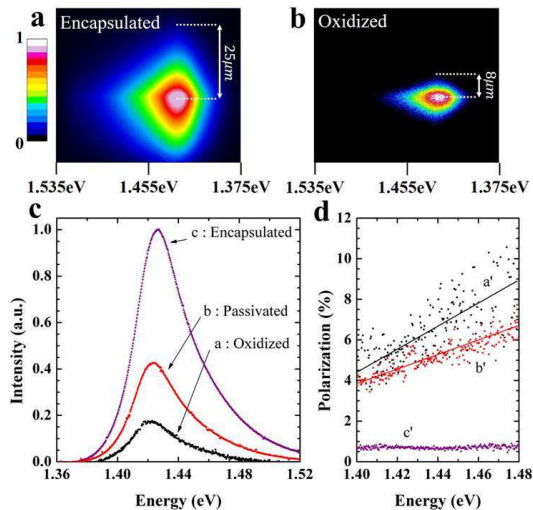 a Encapsulated
1
0
25μm
1.535eV 1.455eV 1.375eV
b Oxidized
8μm
1.535eV 1.455eV 1.375eV
c
c : Encapsulated
b : Passivated
a : Oxidized
Intensity (a.u.)
1.0
0.8
0.6
0.4
0.2
0.0
1.36 1.40 1.44 1.48 1.52
Energy (eV)
d
Polarization (%)
12
10
8
6
4
2
0
a'
b'
c'
1.40 1.42 1.44 1.46 1.48
Energy (eV)